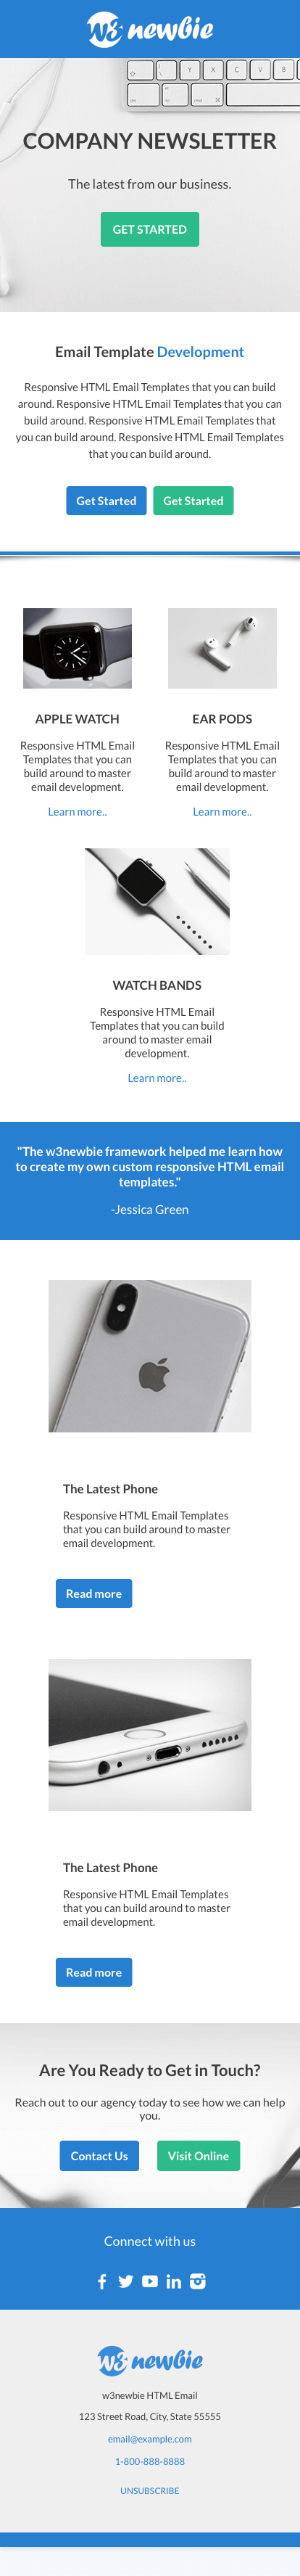 w3 newbie
Y X C V B
alt cmd ⌘
COMPANY NEWSLETTER
The latest from our business.
GET STARTED
Email Template Development
Responsive HTML Email Templates that you can build
around. Responsive HTML Email Templates that you can
build around. Responsive HTML Email Templates that
you can build around. Responsive HTML Email Templates
that you can build around.
Get Started Get Started
APPLE WATCH
Responsive HTML Email
Templates that you can
build around to master
email development.
Learn more..
EAR PODS
Responsive HTML Email
Templates that you can
build around to master
email development.
Learn more..
WATCH BANDS
Responsive HTML Email
Templates that you can build
around to master email
development.
Learn more..
"The w3newbie framework helped me learn how
to create my own custom responsive HTML email
templates."
-Jessica Green
The Latest Phone
Responsive HTML Email Templates
that you can build around to master
email development.
Read more
The Latest Phone
Responsive HTML Email Templates
that you can build around to master
email development.
Read more
Are You Ready to Get in Touch?
Reach out to our agency today to see how we can help
you.
Contact Us Visit Online
Connect with us
w3 newbie
w3newbie HTML Email
123 Street Road, City, State 55555
email@example.com
1-800-888-8888
UNSUBSCRIBE